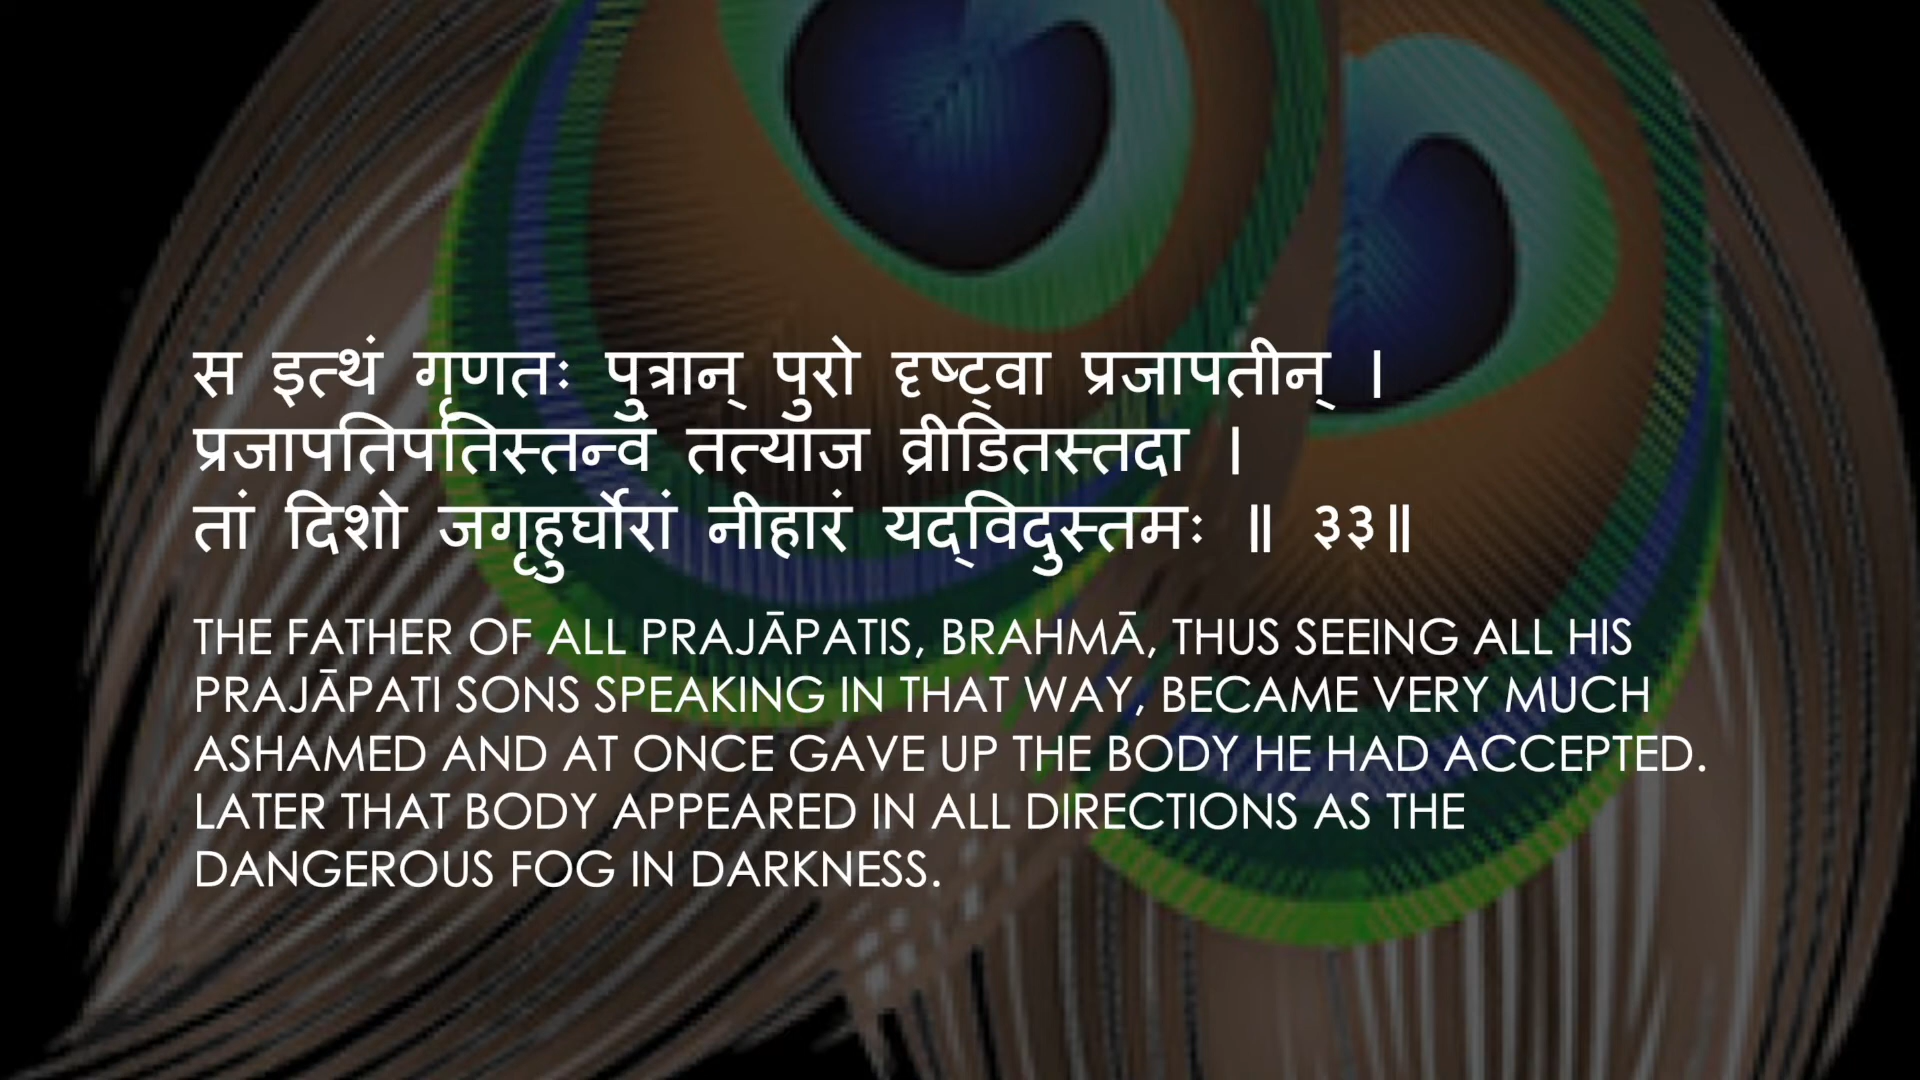 स इत्थं गृणतः पुत्रान् पुरो दृष्ट्वा प्रजापतीन् ।
प्रजापतिपतिस्तन्वं तत्याज व्रीडितस्तदा ।
तां दिशो जगृहुर्घोरां नीहारं यद्विदुस्तमः ॥ ३३॥
THE FATHER OF ALL PRAJĀPATIS, BRAHMĀ, THUS SEEING ALL HIS
PRAJĀPATI SONS SPEAKING IN THAT WAY, BECAME VERY MUCH
ASHAMED AND AT ONCE GAVE UP THE BODY HE HAD ACCEPTED.
LATER THAT BODY APPEARED IN ALL DIRECTIONS AS THE
DANGEROUS FOG IN DARKNESS.